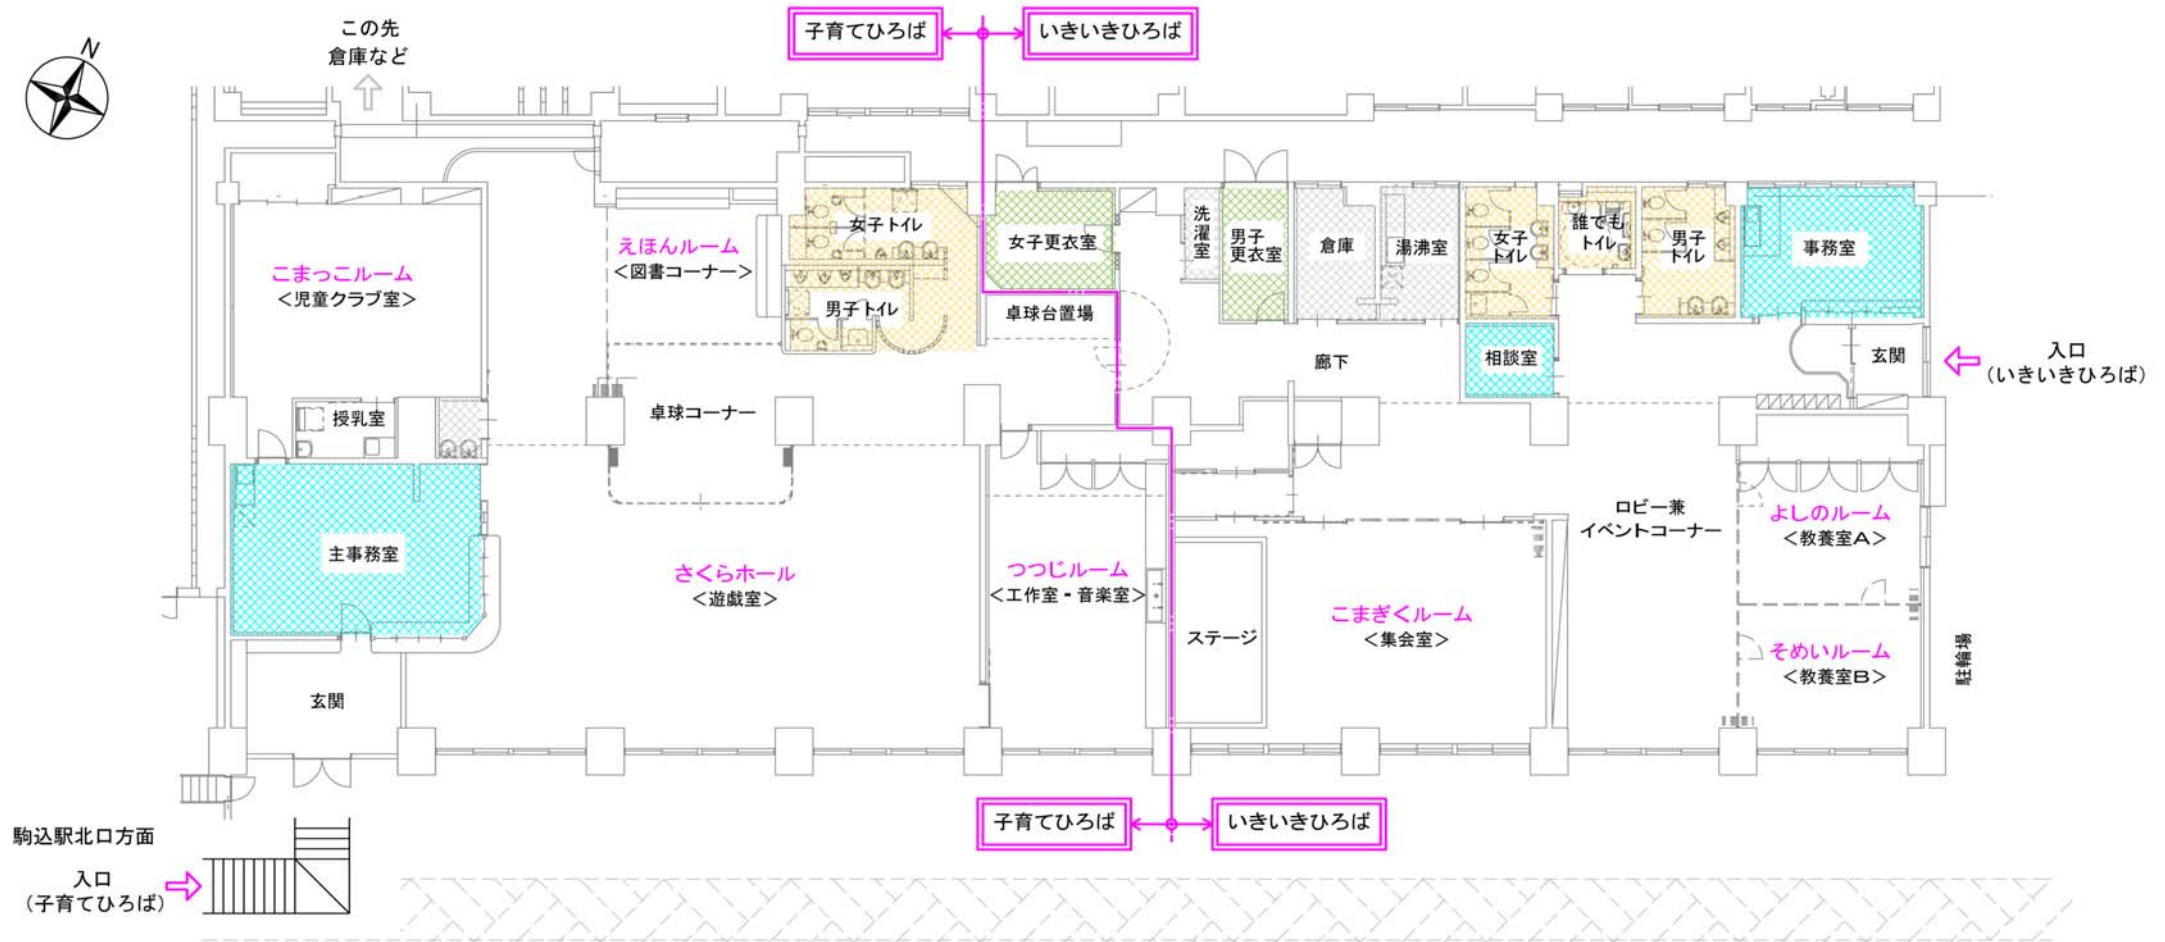 この先
倉庫など
子育てひろば
いきいきひろば
N
こまっこルーム
＜児童クラブ室＞
えほんルーム
＜図書コーナー＞
女子トイレ
男子トイレ
女子更衣室
卓球台置場
洗濯室
男子
更衣室
倉庫
湯沸室
女子
トイレ
誰でも
トイレ
男子
トイレ
事務室
相談室
廊下
玄関
入口
（いきいきひろば）
授乳室
卓球コーナー
主事務室
さくらホール
＜遊戯室＞
つつじルーム
＜工作室・音楽室＞
ステージ
こまぎくルーム
＜集会室＞
ロビー兼
イベントコーナー
よしのルーム
＜教養室A＞
そめいルーム
＜教養室B＞
駐輪場
玄関
子育てひろば
いきいきひろば
駒込駅北口方面
入口
（子育てひろば）